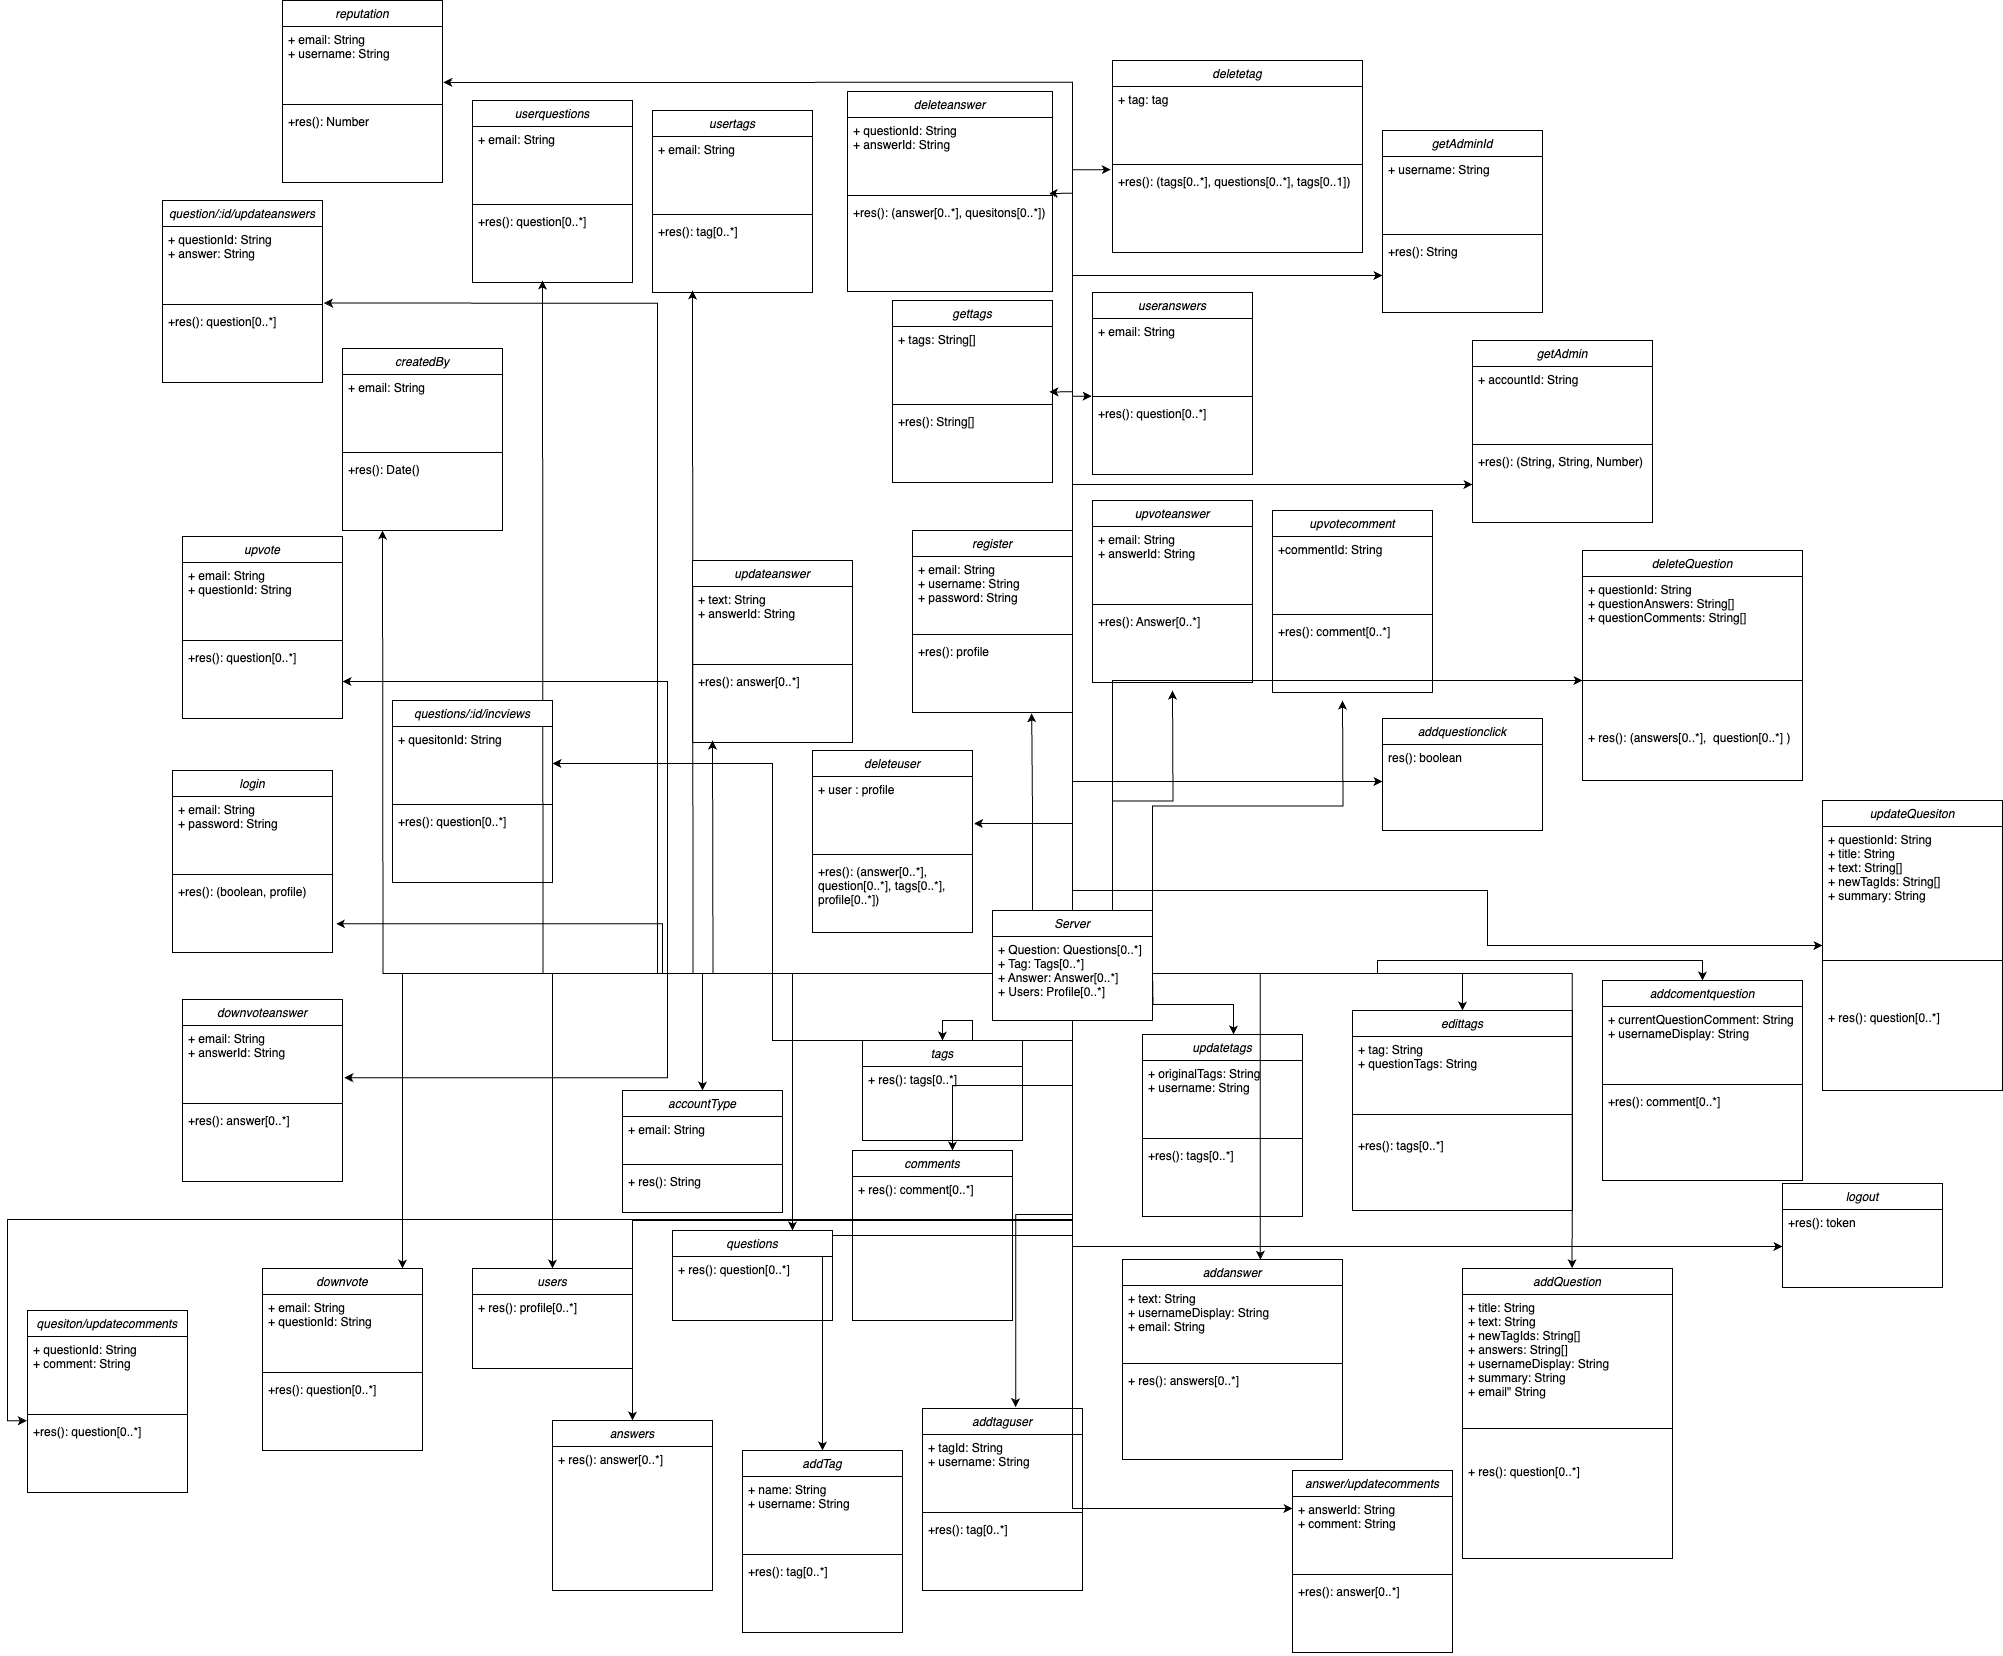 reputation
+ email: String
+ username: String
+res(): Number
userquestions
+ email: String
+res(): question[0..*]
usertags
+ email: String
+res(): tag[0..*]
deleteanswer
+ questionId: String
+ answerId: String
+res(): (answer[0..*], quesitons[0..*])
deletetag
+ tag: tag
+res(): (tags[0..*], questions[0..*], tags[0..1])
getAdminId
+ username: String
+res(): String
question/:id/updateanswers
+ questionId: String
+ answer: String
+res(): question[0..*]
createdBy
+ email: String
+res(): Date()
gettags
+ tags: String[]
+res(): String[]
useranswers
+ email: String
+res(): question[0..*]
getAdmin
+ accountId: String
+res(): (String, String, Number)
upvote
+ email: String
+ questionId: String
+res(): question[0..*]
updateanswer
+ text: String
+ answerId: String
+res(): answer[0..*]
register
+ email: String
+ username: String
+ password: String
+res(): profile
upvoteanswer
+ email: String
+ answerId: String
+res(): Answer[0..*]
upvotecomment
+commentId: String
+res(): comment[0..*]
deleteQuestion
+ questionId: String
+ questionAnswers: String[]
+ questionComments: String[]
+ res(): (answers[0..*],  question[0..*] )
questions/:id/incviews
+ quesitonId: String
+res(): question[0..*]
login
+ email: String
+ password: String
+res(): (boolean, profile)
deleteuser
+ user : profile
+res(): (answer[0..*],
question[0..*], tags[0..*],
profile[0..*])
addquestionclick
res(): boolean
updateQuesiton
+ questionId: String
+ title: String
+ text: String[]
+ newTagIds: String[]
+ summary: String
+ res(): question[0..*]
Server
+ Question: Questions[0..*]
+ Tag: Tags[0..*]
+ Answer: Answer[0..*]
+ Users: Profile[0..*]
downvoteanswer
+ email: String
+ answerId: String
+res(): answer[0..*]
accountType
+ email: String
+ res(): String
tags
+ res(): tags[0..*]
comments
+ res(): comment[0..*]
updatetags
+ originalTags: String
+ username: String
+res(): tags[0..*]
edittags
+ tag: String
+ questionTags: String
+res(): tags[0..*]
addcomentquestion
+ currentQuestionComment: String
+ usernameDisplay: String
+res(): comment[0..*]
logout
+res(): token
quesiton/updatecomments
+ questionId: String
+ comment: String
+res(): question[0..*]
downvote
+ email: String
+ questionId: String
+res(): question[0..*]
users
+ res(): profile[0..*]
questions
+ res(): question[0..*]
answers
+ res(): answer[0..*]
addTag
+ name: String
+ username: String
+res(): tag[0..*]
addtaguser
+ tagId: String
+ username: String
+res(): tag[0..*]
addanswer
+ text: String
+ usernameDisplay: String
+ email: String
+ res(): answers[0..*]
answer/updatecomments
+ answerId: String
+ comment: String
+res(): answer[0..*]
addQuestion
+ title: String
+ text: String
+ newTagIds: String[]
+ answers: String[]
+ usernameDisplay: String
+ summary: String
+ email" String
+ res(): question[0..*]